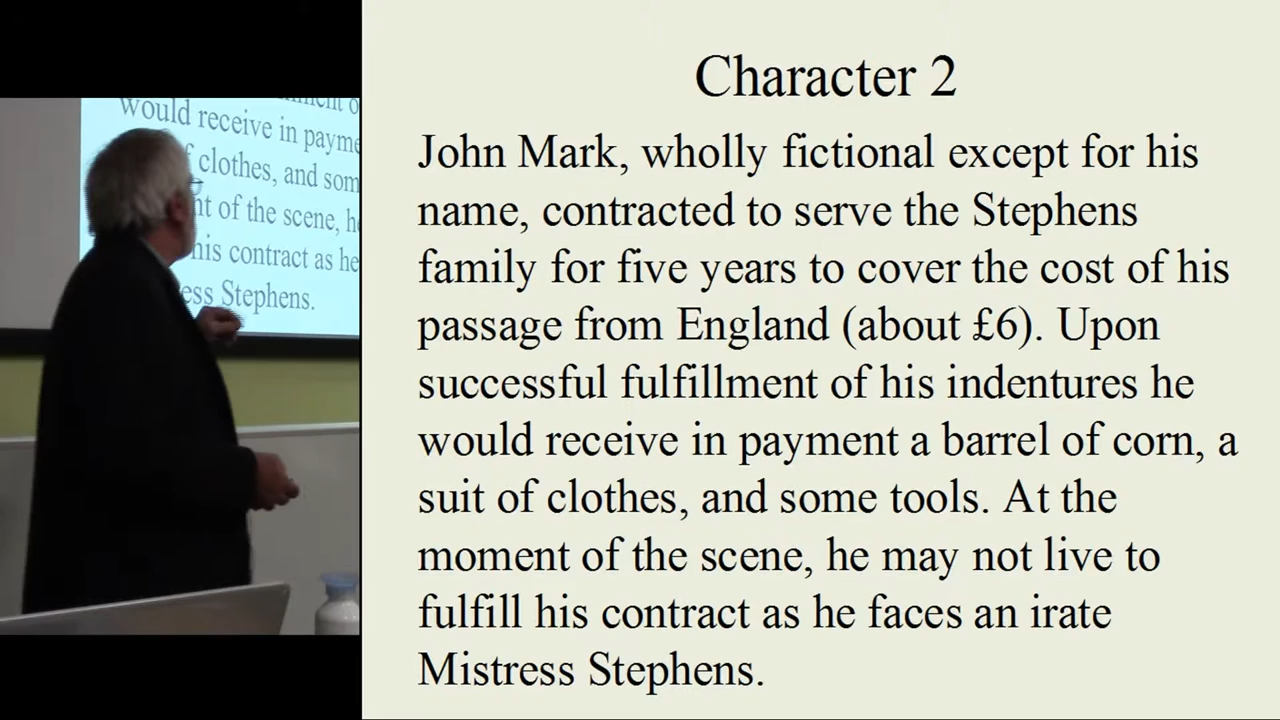 Character 2
John Mark, wholly fictional except for his
name, contracted to serve the Stephens
family for five years to cover the cost of his
passage from England (about £6). Upon
successful fulfillment of his indentures he
would receive in payment a barrel of corn, a
suit of clothes, and some tools. At the
moment of the scene, he may not live to
fulfill his contract as he faces an irate
Mistress Stephens.
would receive in payme
clothes, and som
of the scene, h
his contract as he
Stephens.